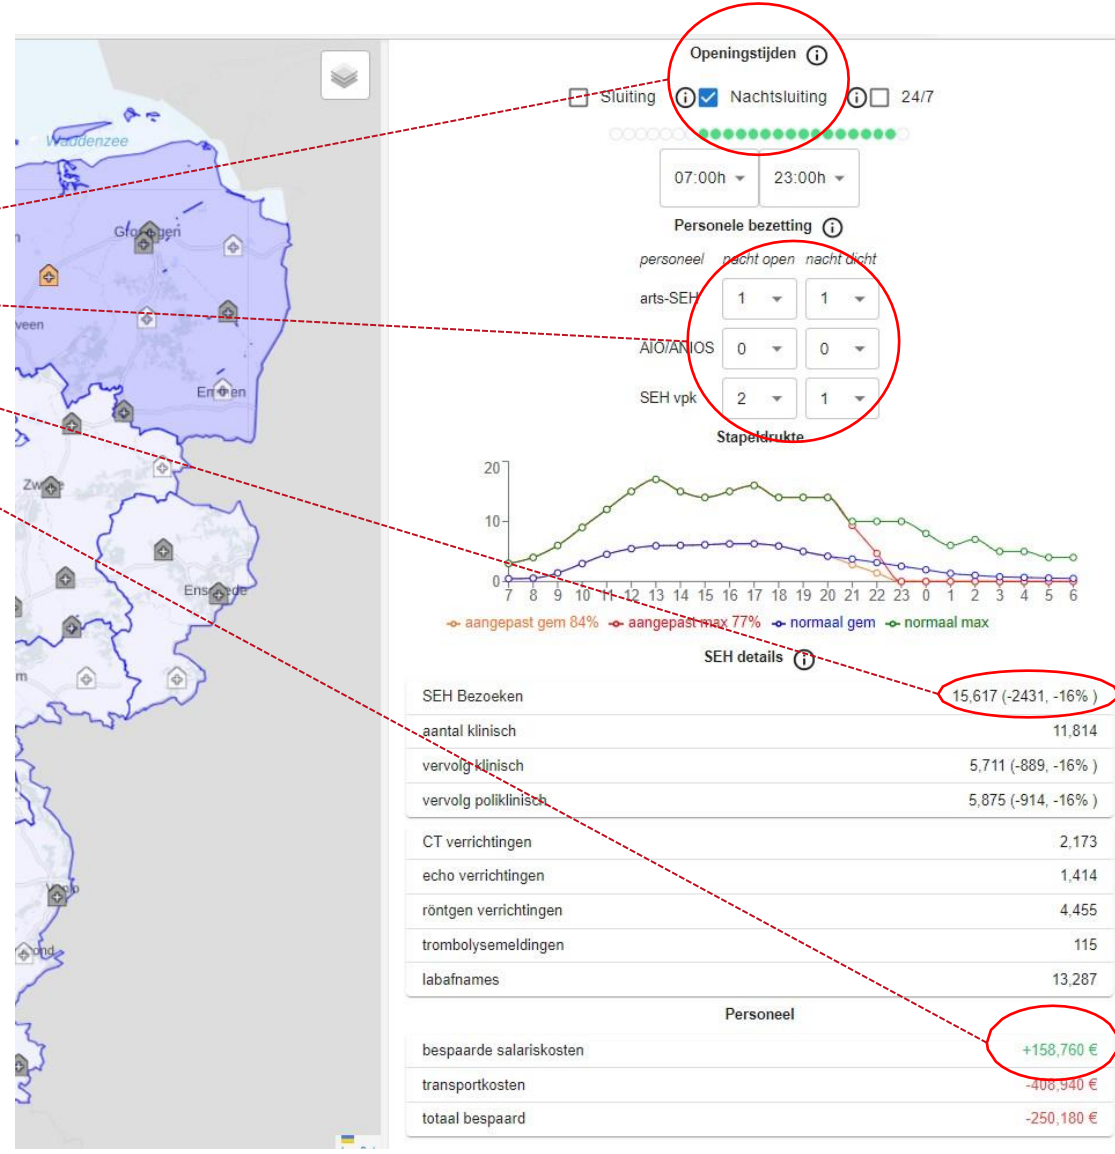 Waddenzee
Groningen
veen
Emmen
Zwolle
Enschede
m
Venlo
ond
Openingstijden
Sluiting Nachtsluiting 24/7
07:00h 23:00h
Personele bezetting
personeel nacht open nacht dicht
arts-SEH 1 1
AIO/ANIOS 0 0
SEH vpk 2 1
Stapeldrukte
20
10
0
7 8 9 10 11 12 13 14 15 16 17 18 19 20 21 22 23 0 1 2 3 4 5 6
aangepast gem 84% aangepast max 77% normaal gem normaal max
SEH details
SEH Bezoeken 15,617 (-2431, -16% )
aantal klinisch 11,814
vervolg klinisch 5,711 (-889, -16% )
vervolg poliklinisch 5,875 (-914, -16% )
CT verrichtingen 2,173
echo verrichtingen 1,414
röntgen verrichtingen 4,455
trombolysemeldingen 115
labafnames 13,287
Personeel
bespaarde salariskosten +158,760 €
transportkosten -408,940 €
totaal bespaard -250,180 €